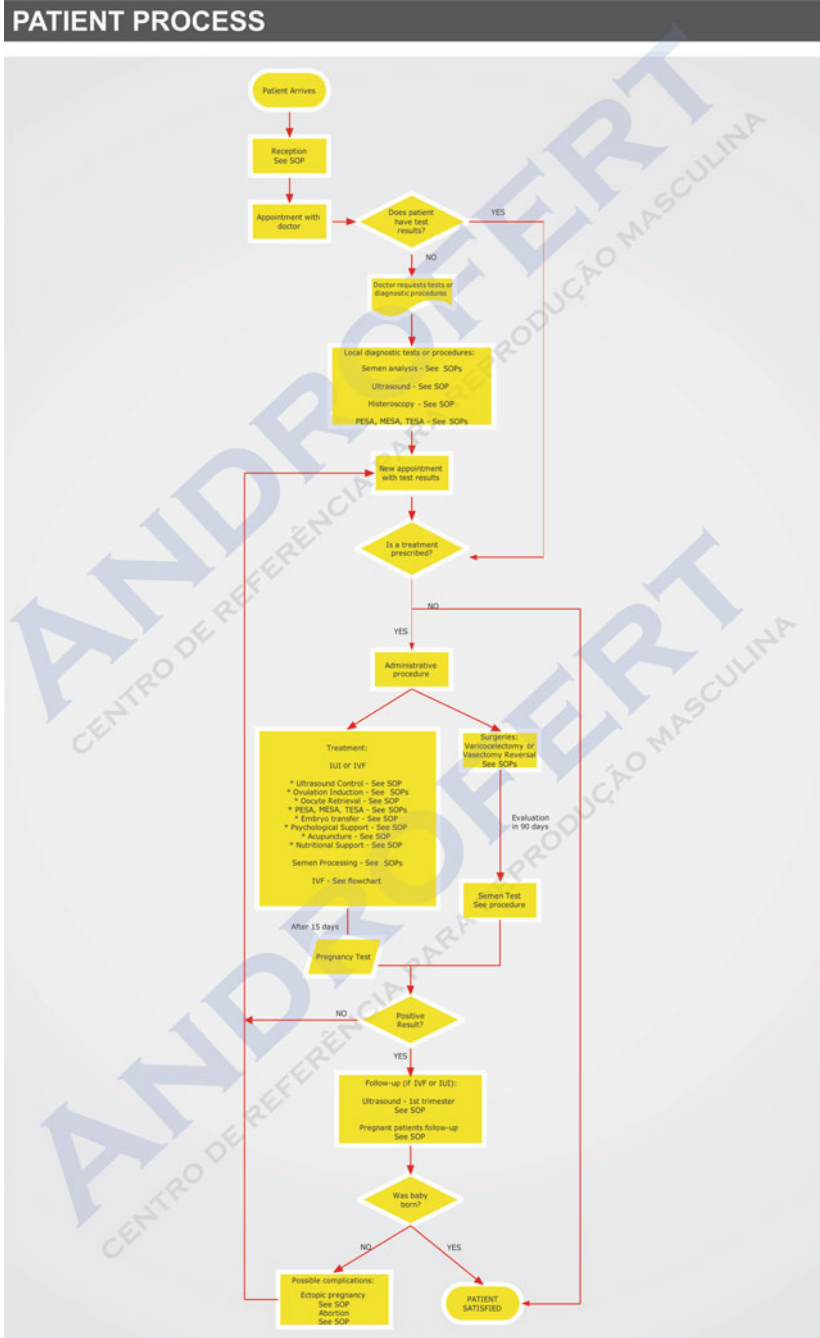 PATIENT PROCESS
Patient Arrives
Reception
See SOP
Appointment with
doctor
Does patient
have test
results?
YES
NO
Doctor requests tests or
diagnostic procedures
Local diagnostic tests or procedures:
Semen analysis - See SOPs
Ultrasound - See SOP
Histeroscopy - See SOP
PESA, MESA, TESA - See SOPs
New appointment
with test results
Is a treatment
prescribed?
NO
YES
Administrative
procedure
Treatment:
IUI or IVF
* Ultrasound Control - See SOP
* Ovulation Induction - See SOPs
* Oocyte Retrieval - See SOP
* PESA, MESA, TESA - See SOPs
* Embryo transfer - See SOP
* Psychological Support - See SOP
* Acupuncture - See SOP
* Nutritional Support - See SOP
Semen Processing - See SOPs
IVF - See flowchart
Surgeries:
Varicocelectomy or
Vasectomy Reversal
See SOPs
Evaluation
in 90 days
Semen Test
See procedure
After 15 days
Pregnancy Test
Positive
Result?
NO
YES
Follow-up (if IVF or IUI):
Ultrasound - 1st trimester
See SOP
Pregnant patients follow-up
See SOP
Was baby
born?
NO
YES
Possible complications:
Ectopic pregnancy
See SOP
Abortion
See SOP
PATIENT
SATISFIED
ANDROFERT
CENTRO DE REFERÊNCIA PARA REPRODUÇÃO MASCULINA
ANDROFERT
CENTRO DE REFERÊNCIA PARA REPRODUÇÃO MASCULINA